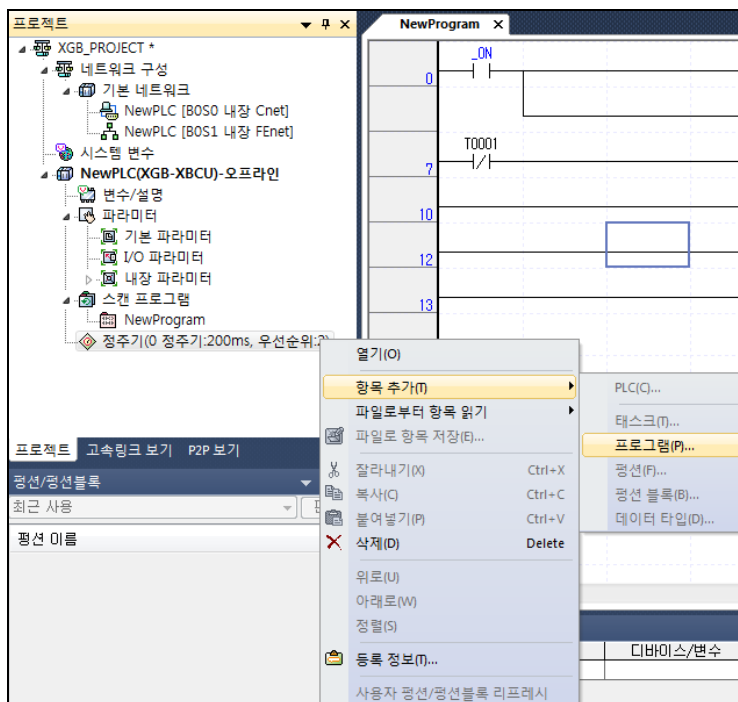 프로젝트
XGB_PROJECT *
네트워크 구성
기본 네트워크
NewPLC [B0S0 내장 Cnet]
NewPLC [B0S1 내장 FEnet]
시스템 변수
NewPLC(XGB-XBCU)-오프라인
변수/설명
파라미터
기본 파라미터
I/O 파라미터
내장 파라미터
스캔 프로그램
NewProgram
정주기(0 정주기:200ms, 우선순위:2)
프로젝트 고속링크 보기 P2P 보기
펑션/펑션블록
최근 사용
펑션 이름
NewProgram
_ON
0
T0001
7
10
12
13
열기(O)
항목 추가(T)
파일로부터 항목 읽기
파일로 항목 저장(E)...
잘라내기(X) Ctrl+X
복사(C) Ctrl+C
붙여넣기(P) Ctrl+V
삭제(D) Delete
위로(U)
아래로(W)
정렬(S)
등록 정보(T)...
사용자 펑션/펑션블록 리프레시
PLC(C)...
태스크(T)...
프로그램(P)...
펑션(F)...
펑션 블록(B)...
데이터 타입(D)...
디바이스/변수